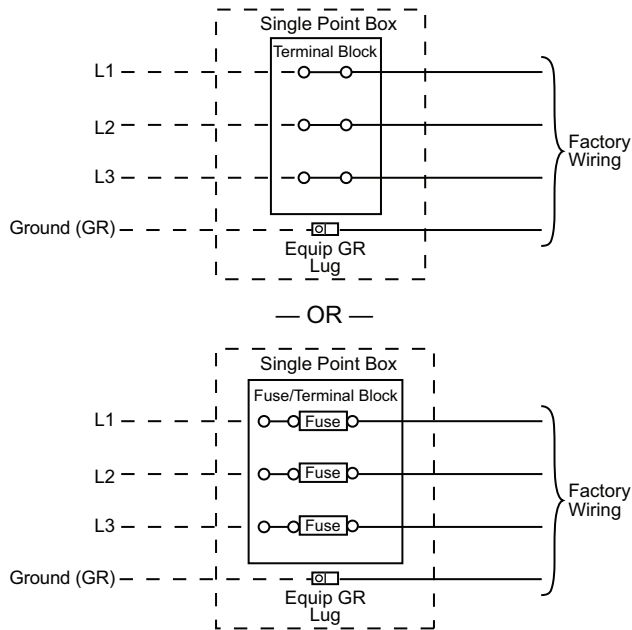 Single Point Box
Terminal Block
L1
L2
L3
Ground (GR)
Equip GR
Lug
Factory
Wiring
— OR —
Single Point Box
Fuse/Terminal Block
L1
Fuse
L2
Fuse
L3
Fuse
Ground (GR)
Equip GR
Lug
Factory
Wiring